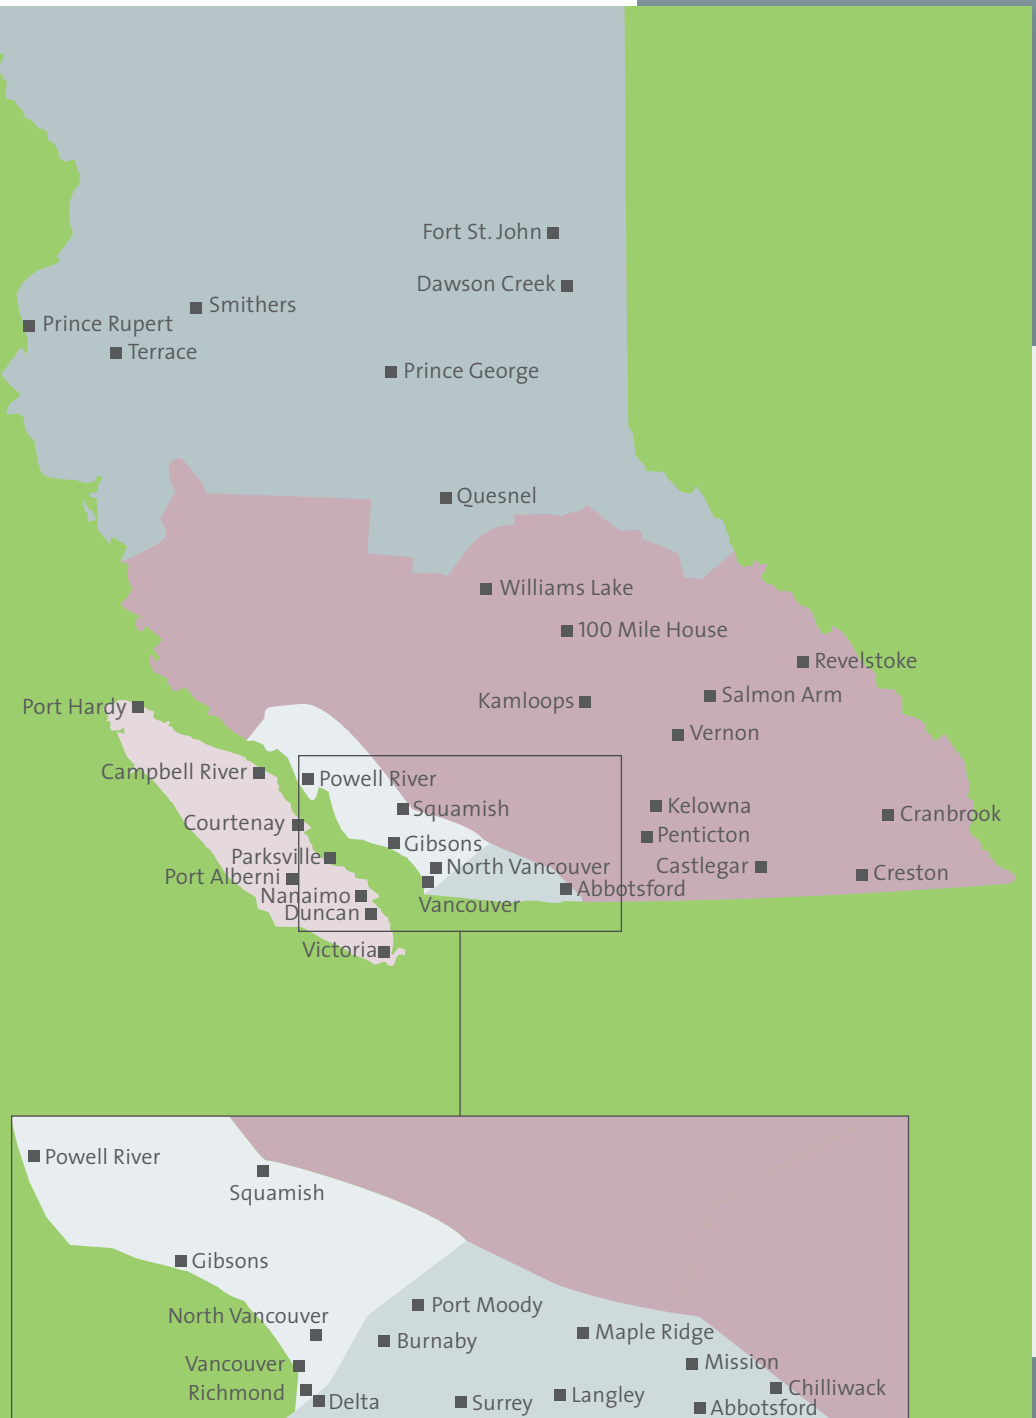 Fort St. John
Dawson Creek
Smithers
Prince Rupert
Terrace
Prince George
Quesnel
Williams Lake
100 Mile House
Revelstoke
Kamloops
Salmon Arm
Port Hardy
Vernon
Campbell River
Powell River
Squamish
Kelowna
Cranbrook
Courtenay
Gibsons
Penticton
Parksville
North Vancouver
Castlegar
Port Alberni
Creston
Nanaimo
Abbotsford
Vancouver
Duncan
Victoria
Powell River
Squamish
Gibsons
Port Moody
North Vancouver
Maple Ridge
Burnaby
Mission
Vancouver
Chilliwack
Richmond
Langley
Delta
Surrey
Abbotsford